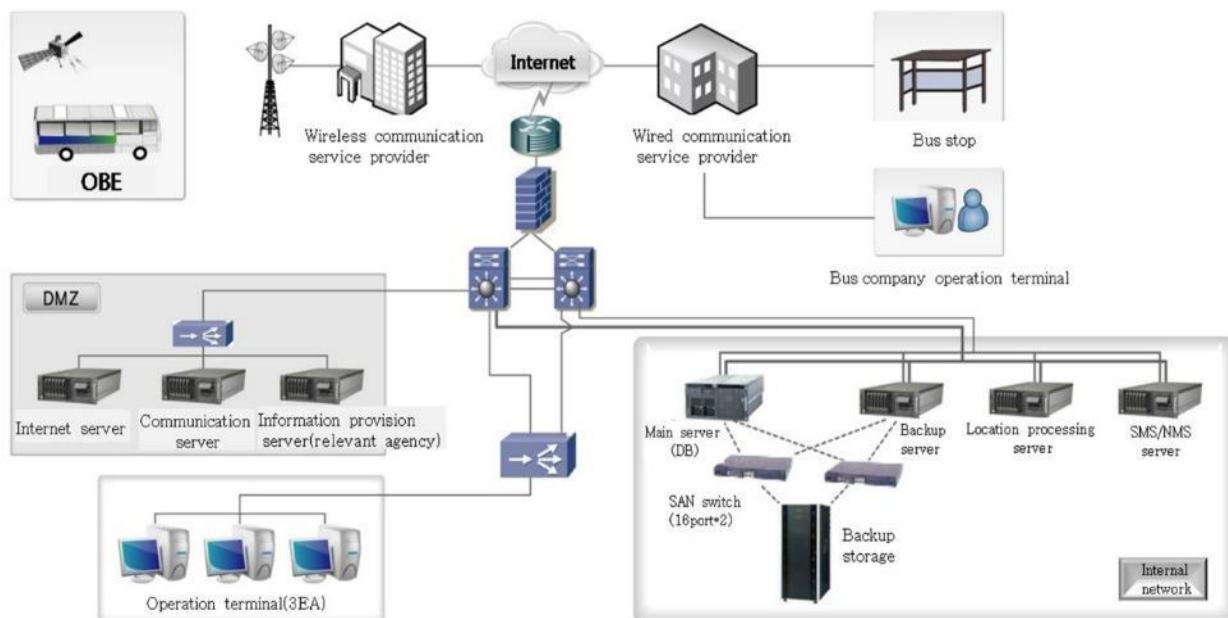 Internet
Wireless communication
service provider
Wired communication
service provider
Bus stop
OBE
Bus company operation terminal
DMZ
Internet server
Communication
server
Information provision
server(relevant agency)
Main server
(DB)
Backup
server
Location processing
server
SMS/NMS
server
SAN switch
(16port*2)
Backup
storage
Operation terminal(3EA)
Internal
network